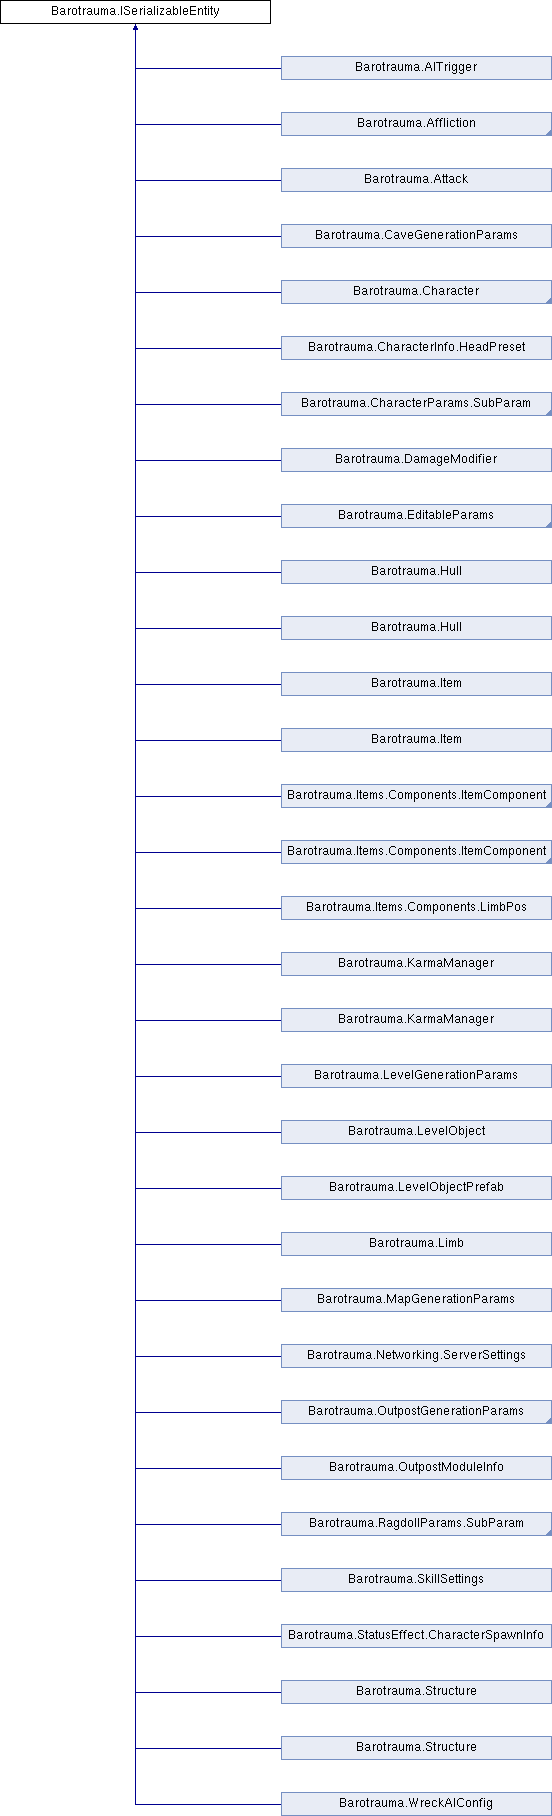 Barotrauma.ISerializableEntity
Barotrauma.AITrigger
Barotrauma.Affliction
Barotrauma.Attack
Barotrauma.CaveGenerationParams
Barotrauma.Character
Barotrauma.CharacterInfo.HeadPreset
Barotrauma.CharacterParams.SubParam
Barotrauma.DamageModifier
Barotrauma.EditableParams
Barotrauma.Hull
Barotrauma.Hull
Barotrauma.Item
Barotrauma.Item
Barotrauma.Items.Components.ItemComponent
Barotrauma.Items.Components.ItemComponent
Barotrauma.Items.Components.LimbPos
Barotrauma.KarmaManager
Barotrauma.KarmaManager
Barotrauma.LevelGenerationParams
Barotrauma.LevelObject
Barotrauma.LevelObjectPrefab
Barotrauma.Limb
Barotrauma.MapGenerationParams
Barotrauma.Networking.ServerSettings
Barotrauma.OutpostGenerationParams
Barotrauma.OutpostModuleInfo
Barotrauma.RagdollParams.SubParam
Barotrauma.SkillSettings
Barotrauma.StatusEffect.CharacterSpawnInfo
Barotrauma.Structure
Barotrauma.Structure
Barotrauma.WreckAIConfig